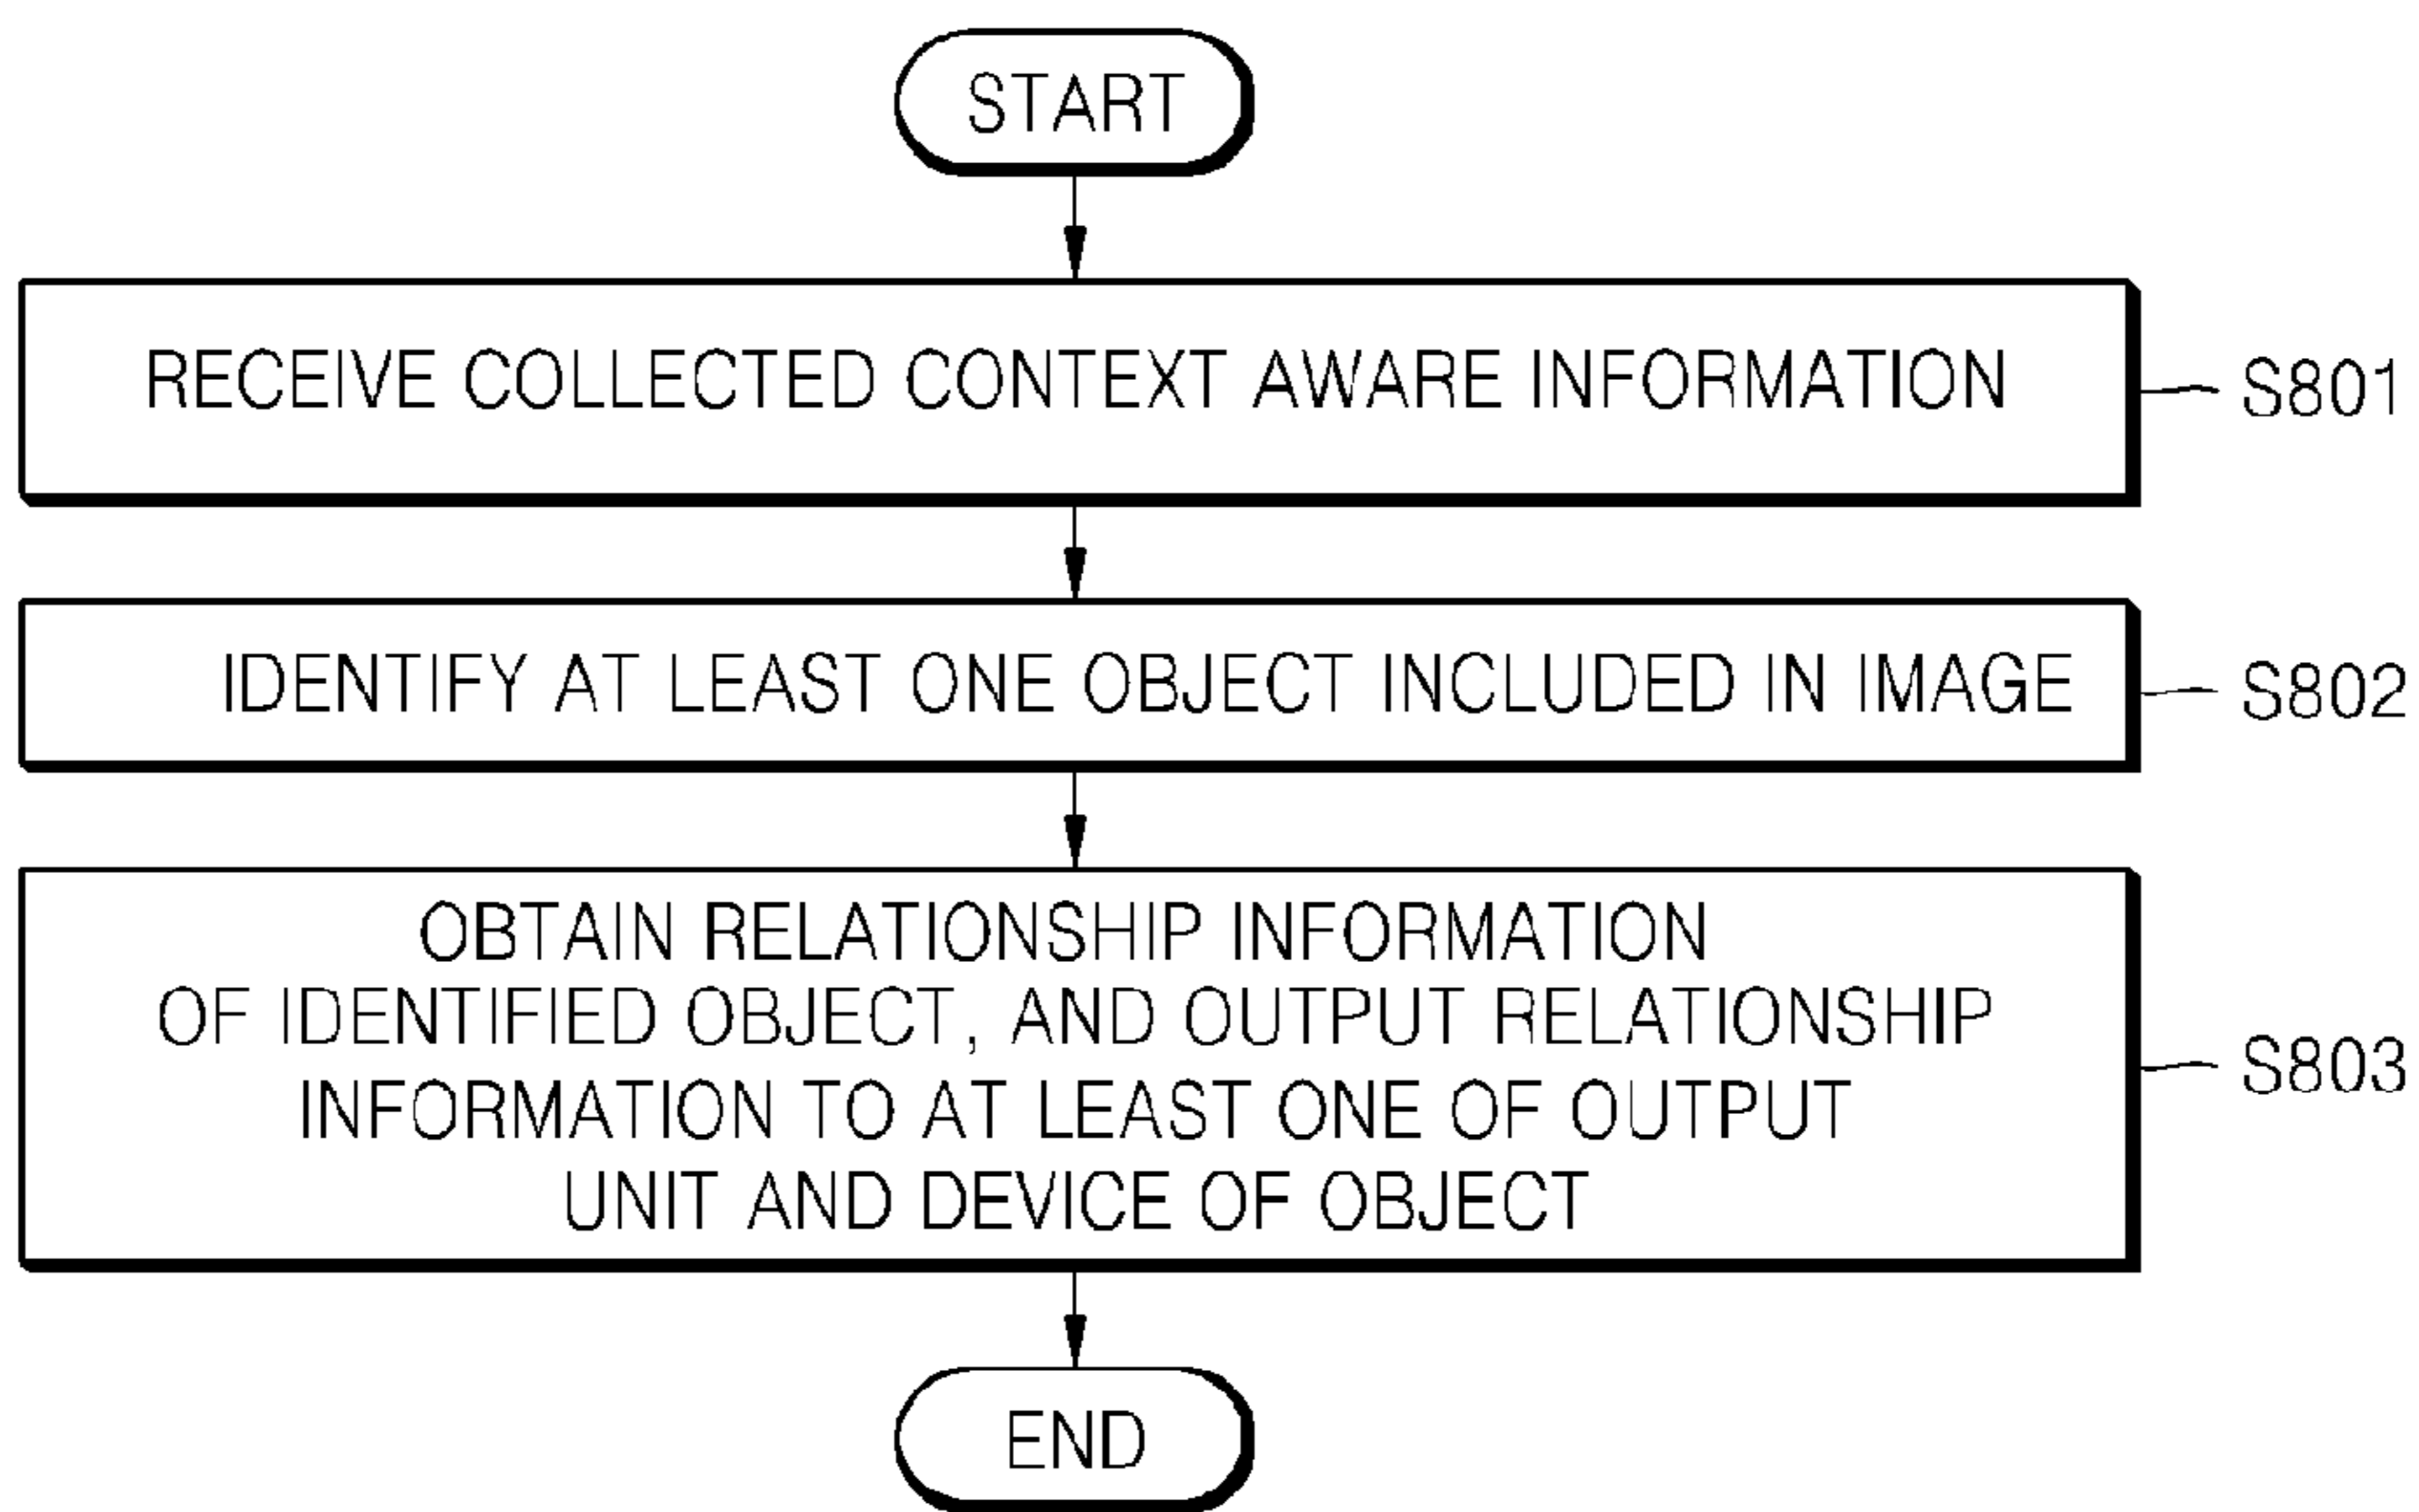 START
RECEIVE COLLECTED CONTEXT AWARE INFORMATION
S801
IDENTIFY AT LEAST ONE OBJECT INCLUDED IN IMAGE
S802
OBTAIN RELATIONSHIP INFORMATION
OF IDENTIFIED OBJECT, AND OUTPUT RELATIONSHIP
INFORMATION TO AT LEAST ONE OF OUTPUT
UNIT AND DEVICE OF OBJECT
S803
END